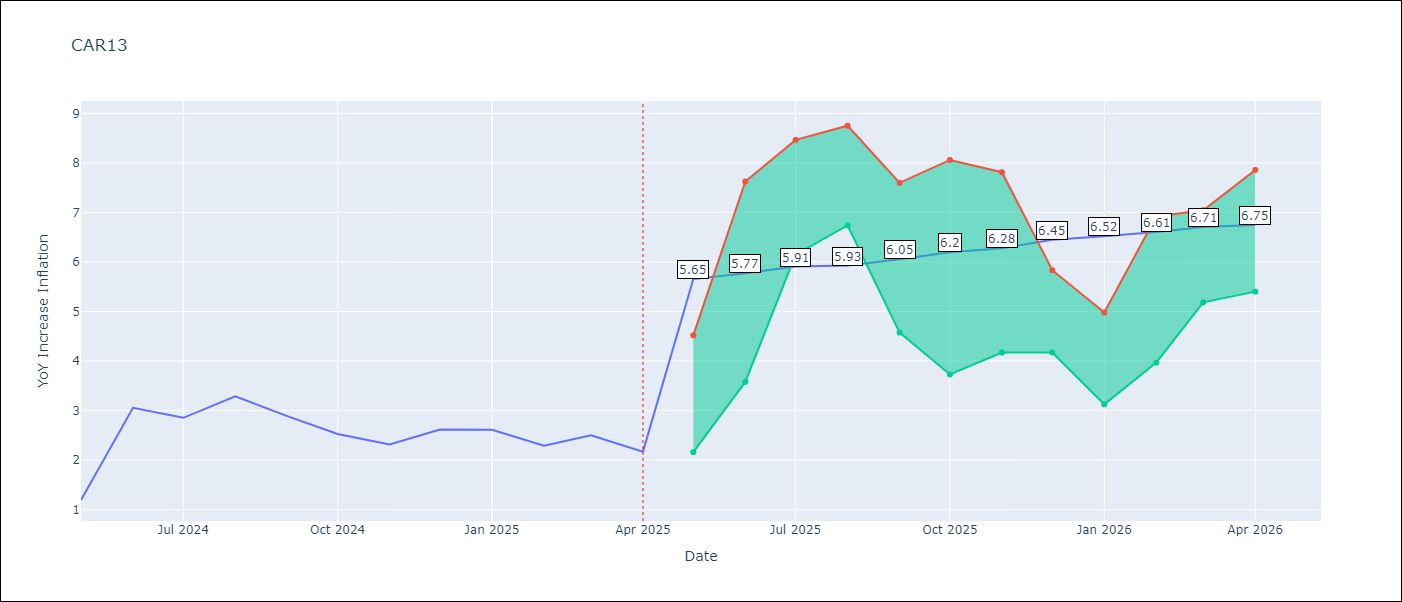 CAR13
9
8
7
6
5
4
3
2
1
YoY Increase Inflation
5.65
5.77
5.91
5.93
6.05
6.2
6.28
6.45
6.52
6.61
6.71
6.75
Jul 2024
Oct 2024
Jan 2025
Apr 2025
Jul 2025
Oct 2025
Jan 2026
Apr 2026
Date